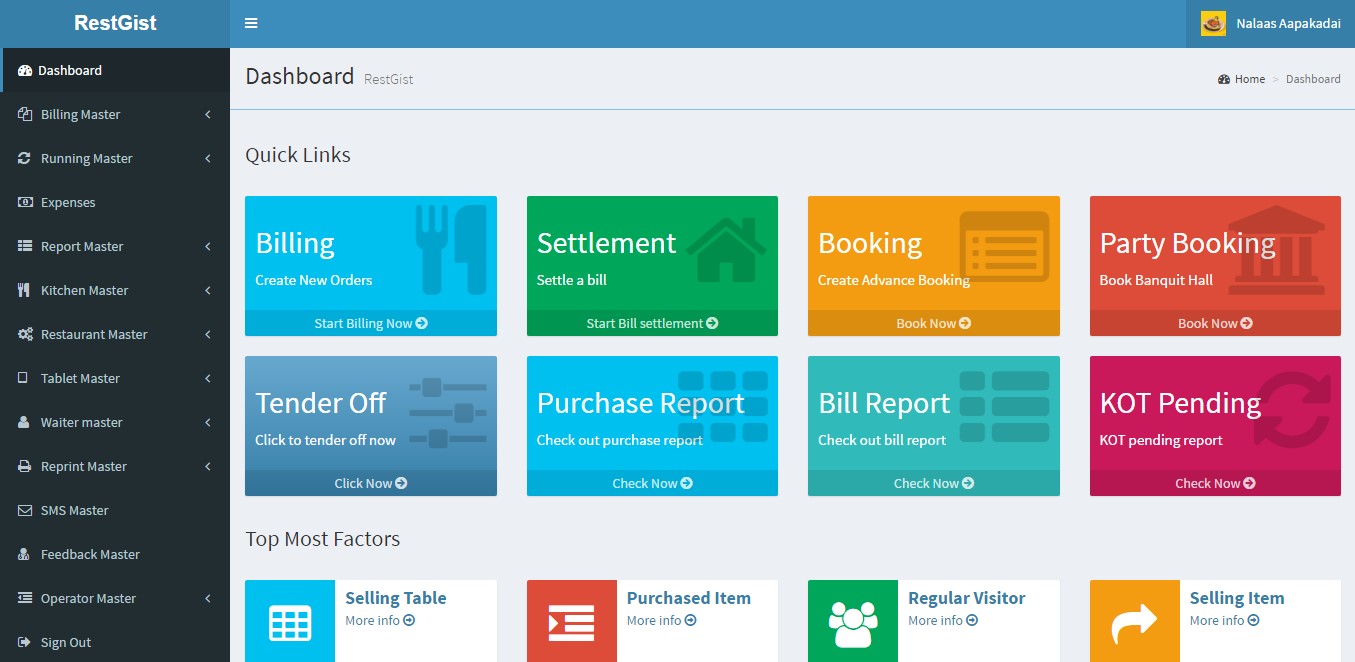 RestGist
Nalaas Aapakadai
Dashboard
Billing Master
Running Master
Expenses
Report Master
Kitchen Master
Restaurant Master
Tablet Master
Waiter master
Reprint Master
SMS Master
Feedback Master
Operator Master
Sign Out
Dashboard RestGist
Home > Dashboard
Quick Links
Billing
Create New Orders
Start Billing Now
Settlement
Settle a bill
Start Bill settlement
Booking
Create Advance Booking
Book Now
Party Booking
Book Banquit Hall
Book Now
Tender Off
Click to tender off now
Click Now
Purchase Report
Check out purchase report
Check Now
Bill Report
Check out bill report
Check Now
KOT Pending
KOT pending report
Check Now
Top Most Factors
Selling Table
More info
Purchased Item
More info
Regular Visitor
More info
Selling Item
More info